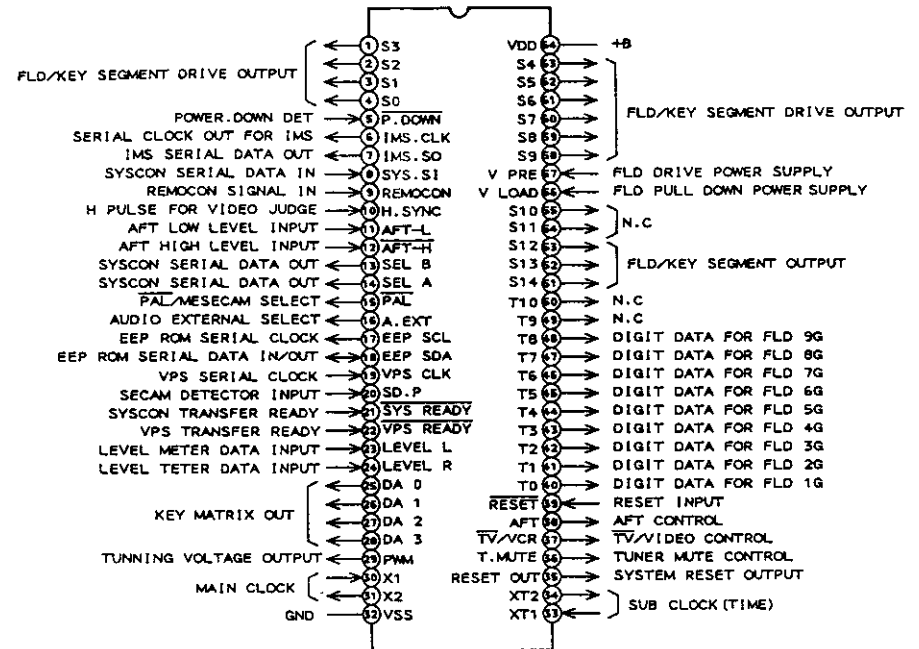 FLD/KEY SEGMENT DRIVE OUTPUT
1 S3
2 S2
3 S1
4 S0
POWER.DOWN DET 5 P.DOWN
SERIAL CLOCK OUT FOR IMS 6 IMS.CLK
IMS SERIAL DATA OUT 7 IMS.SO
SYSCON SERIAL DATA IN 8 SYS.SI
REMOCON SIGNAL IN 9 REMOCON
H PULSE FOR VIDEO JUDGE 10 H.SYNC
AFT LOW LEVEL INPUT 11 AFT-L
AFT HIGH LEVEL INPUT 12 AFT-H
SYSCON SERIAL DATA OUT 13 SEL B
SYSCON SERIAL DATA OUT 14 SEL A
PAL/MESECAM SELECT 15 PAL
AUDIO EXTERNAL SELECT 16 A.EXT
EEP ROM SERIAL CLOCK 17 EEP SCL
EEP ROM SERIAL DATA IN/OUT 18 EEP SDA
VPS SERIAL CLOCK 19 VPS CLK
SECAM DETECTOR INPUT 20 SD.P
SYSCON TRANSFER READY 21 SYS READY
VPS TRANSFER READY 22 VPS READY
LEVEL METER DATA INPUT 23 LEVEL L
LEVEL TETER DATA INPUT 24 LEVEL R
KEY MATRIX OUT
25 DA 0
26 DA 1
27 DA 2
28 DA 3
TUNNING VOLTAGE OUTPUT 29 PWM
MAIN CLOCK
30 X1
31 X2
GND 32 VSS
VDD 64 +B
S4 63
S5 62
S6 61
S7 60
S8 59
S9 58
FLD/KEY SEGMENT DRIVE OUTPUT
V PRE 57 FLD DRIVE POWER SUPPLY
V LOAD 56 FLD PULL DOWN POWER SUPPLY
S10 55
S11 54
N.C
S12 53
S13 52
S14 51
FLD/KEY SEGMENT OUTPUT
T10 50 N.C
T9 49 N.C
T8 48 DIGIT DATA FOR FLD 9G
T7 47 DIGIT DATA FOR FLD 8G
T6 46 DIGIT DATA FOR FLD 7G
T5 45 DIGIT DATA FOR FLD 6G
T4 44 DIGIT DATA FOR FLD 5G
T3 43 DIGIT DATA FOR FLD 4G
T2 42 DIGIT DATA FOR FLD 3G
T1 41 DIGIT DATA FOR FLD 2G
T0 40 DIGIT DATA FOR FLD 1G
RESET 39 RESET INPUT
AFT 38 AFT CONTROL
TV/VCR 37 TV/VIDEO CONTROL
T.MUTE 36 TUNER MUTE CONTROL
RESET OUT 35 SYSTEM RESET OUTPUT
XT2 34
XT1 33
SUB CLOCK(TIME)